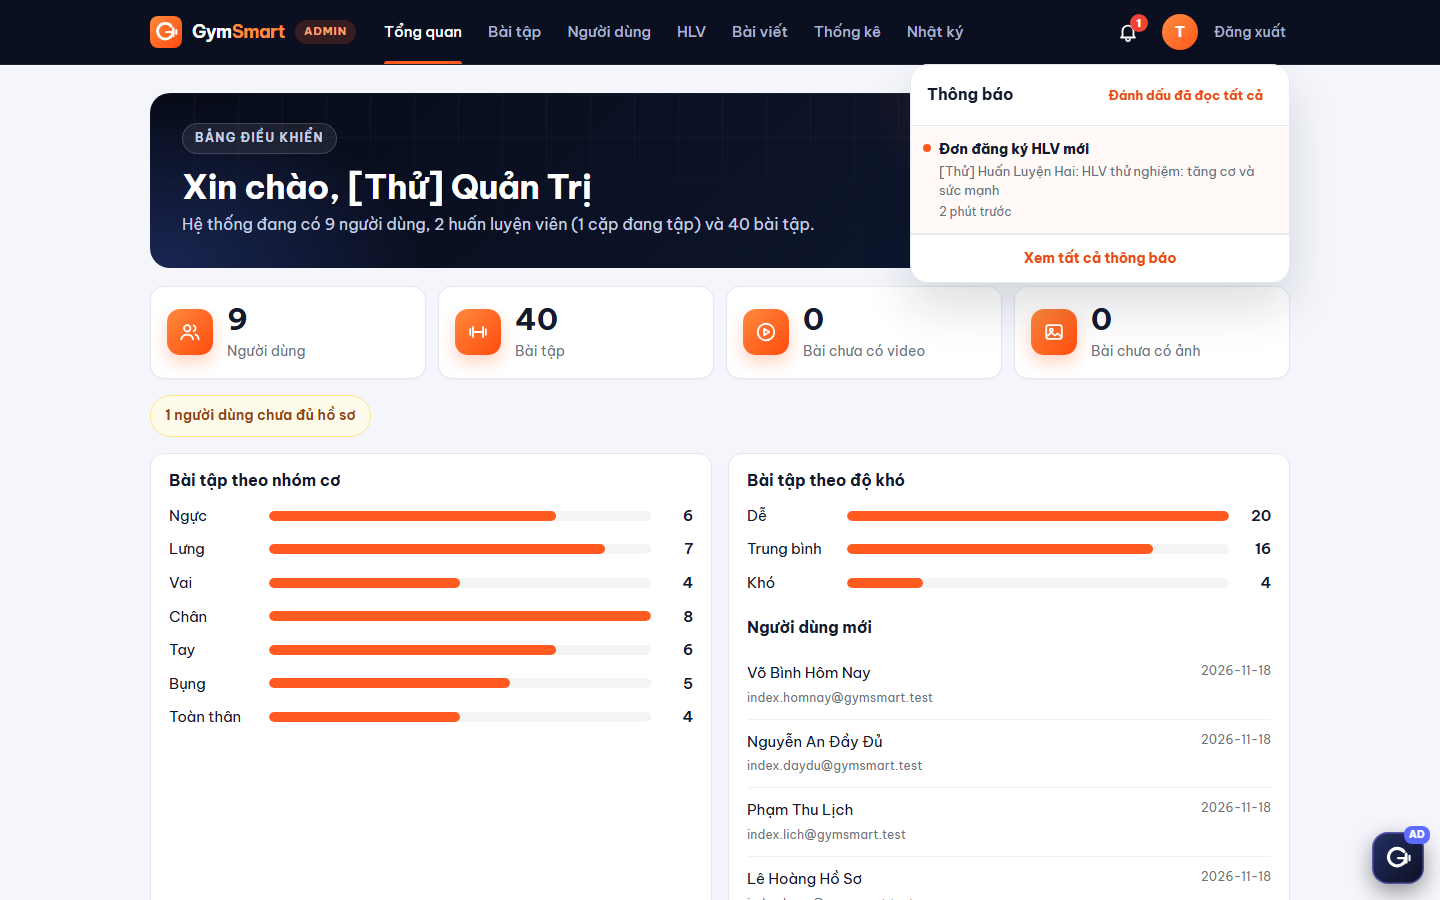 GymSmart ADMIN Tổng quan Bài tập Người dùng HLV Bài viết Thống kê Nhật ký 1 T Đăng xuất
Thông báo Đánh dấu đã đọc tất cả
Đơn đăng ký HLV mới
[Thử] Huấn Luyện Hai: HLV thử nghiệm: tăng cơ và
sức mạnh
2 phút trước
Xem tất cả thông báo
BẢNG ĐIỀU KHIỂN
Xin chào, [Thử] Quản Trị
Hệ thống đang có 9 người dùng, 2 huấn luyện viên (1 cặp đang tập) và 40 bài tập.
9
Người dùng
40
Bài tập
0
Bài chưa có video
0
Bài chưa có ảnh
1 người dùng chưa đủ hồ sơ
Bài tập theo nhóm cơ
Ngực 6
Lưng 7
Vai 4
Chân 8
Tay 6
Bụng 5
Toàn thân 4
Bài tập theo độ khó
Dễ 20
Trung bình 16
Khó 4
Người dùng mới
Võ Bình Hôm Nay 2026-11-18
index.homnay@gymsmart.test
Nguyễn An Đầy Đủ 2026-11-18
index.daydu@gymsmart.test
Phạm Thu Lịch 2026-11-18
index.lich@gymsmart.test
Lê Hoàng Hồ Sơ 2026-11-18
AD